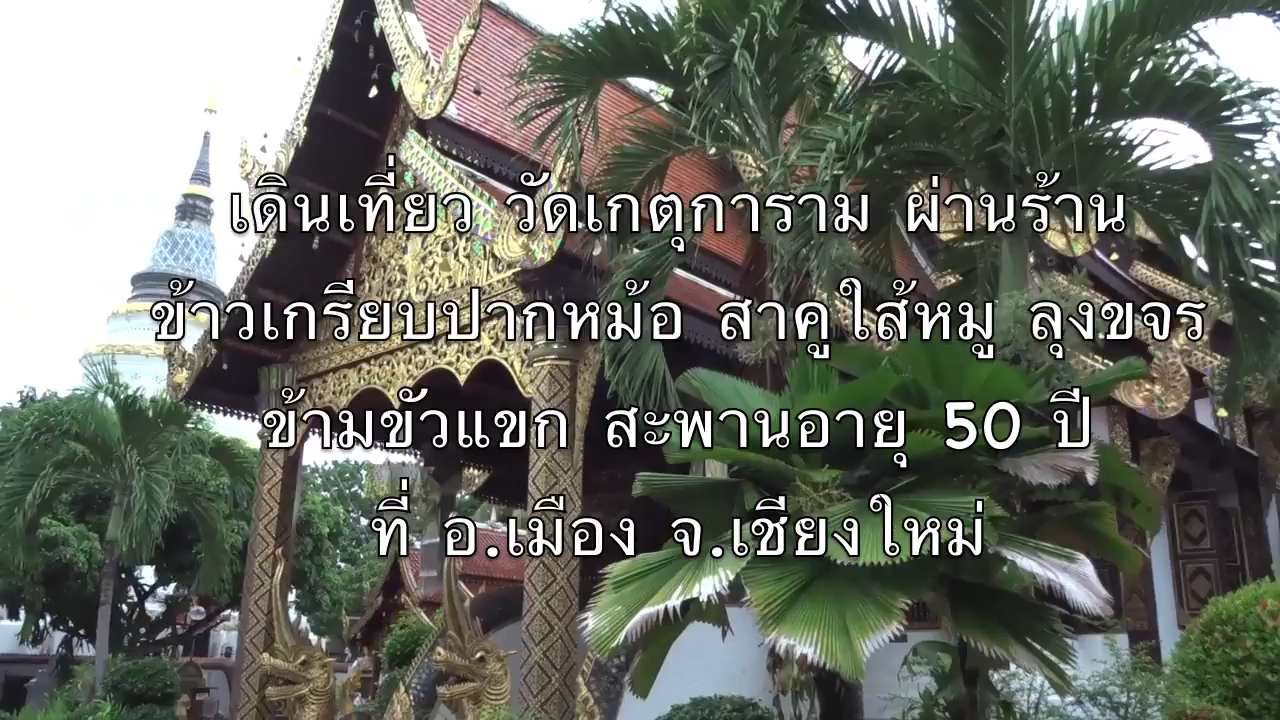 เดินเที่ยว วัดเกตุการาม ผ่านร้าน
ข้าวเกรียบปากหม้อ สาคูใส้หมู ลุงขจร
ข้ามขัวแขก สะพานอายุ 50 ปี
ที่ อ.เมือง จ.เชียงใหม่